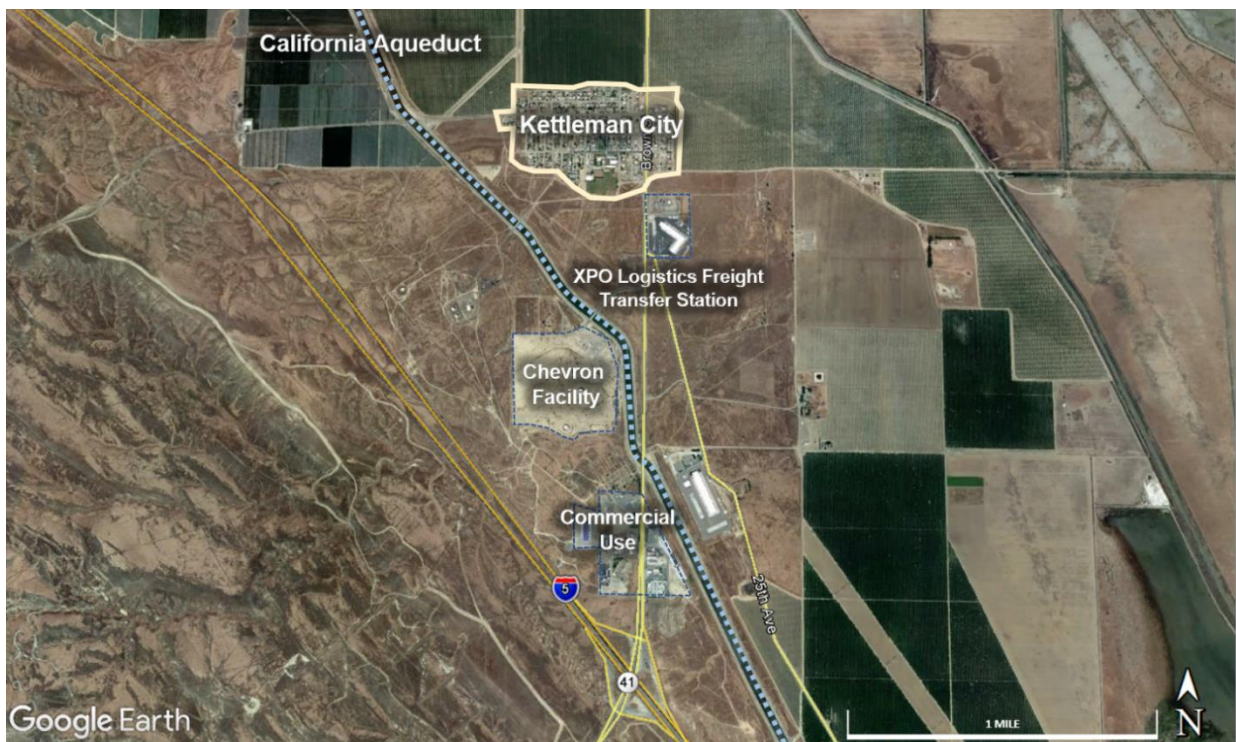 California Aqueduct
Kettleman City
Brown
XPO Logistics Freight
Transfer Station
Chevron
Facility
Commercial
Use
5
25th Ave
41
Google Earth
1 MILE
N